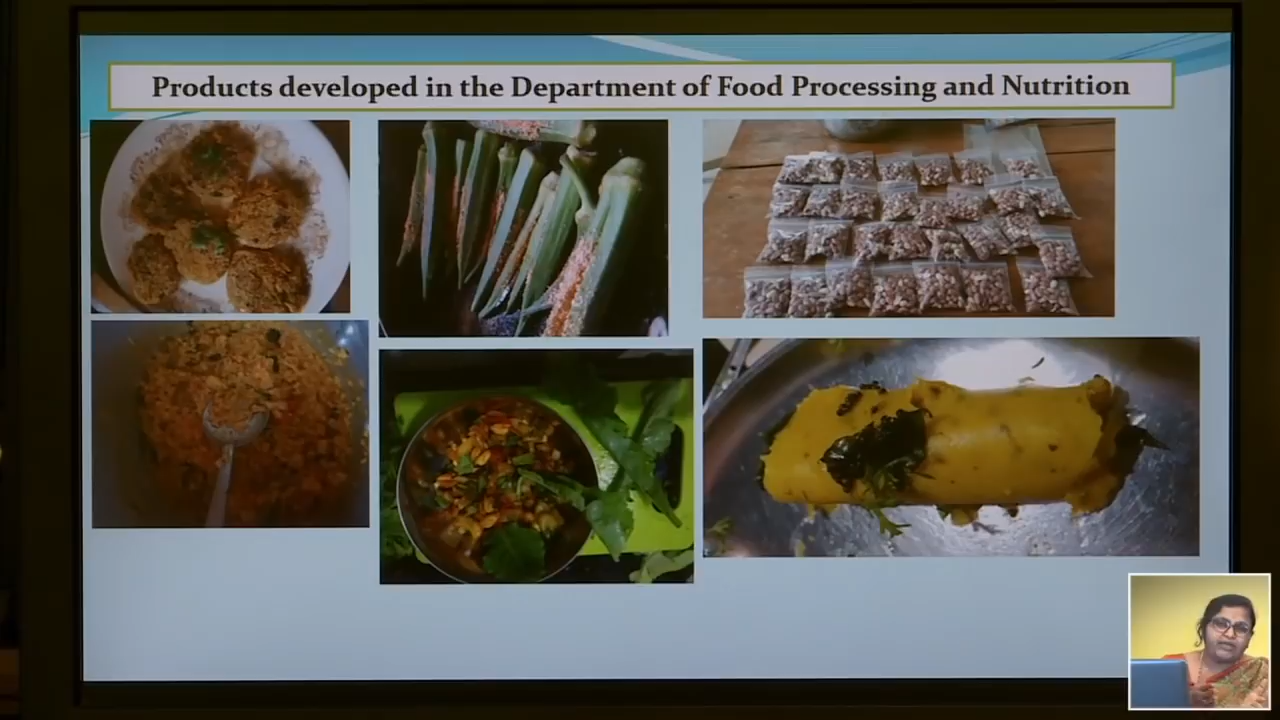 Products developed in the Department of Food Processing and Nutrition